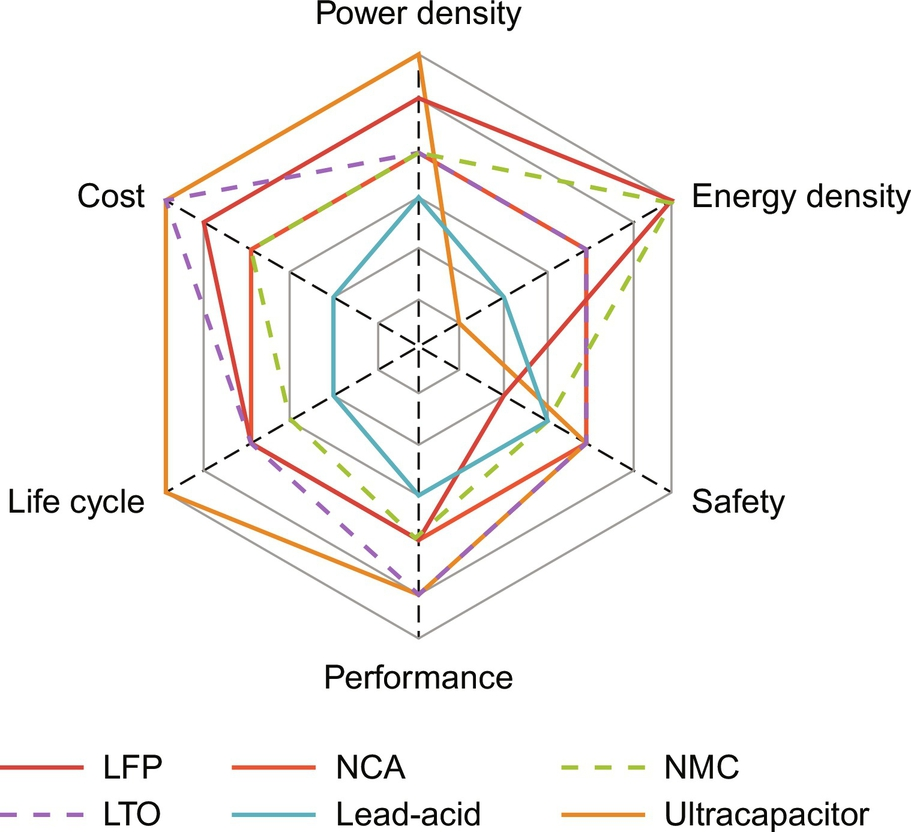 Power density
Cost
Energy density
Life cycle
Safety
Performance
LFP
NCA
NMC
LTO
Lead-acid
Ultracapacitor